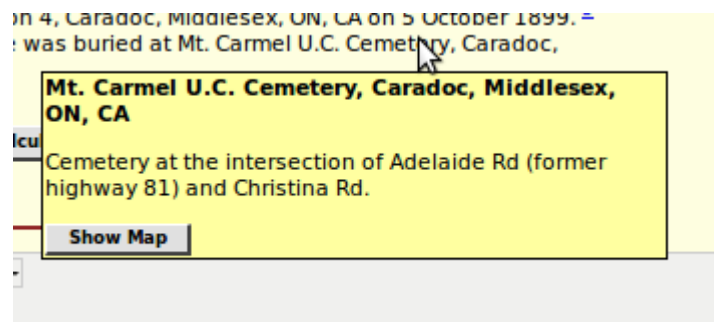 on 4, Caradoc, Middlesex, ON, CA on 5 October 1899.
was buried at Mt. Carmel U.C. Cemetery, Caradoc,
Mt. Carmel U.C. Cemetery, Caradoc, Middlesex,
ON, CA
lcul
Cemetery at the intersection of Adelaide Rd (former
highway 81) and Christina Rd.
Show Map